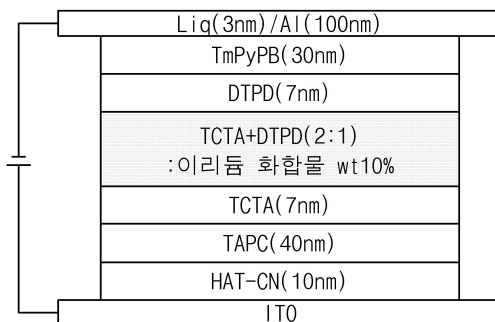 Liq(3nm)/Al(100nm)
TmPyPB(30nm)
DTPD(7nm)
TCTA+DTPD(2:1)
:이리듐 화합물 wt10%
TCTA(7nm)
TAPC(40nm)
HAT-CN(10nm)
ITO